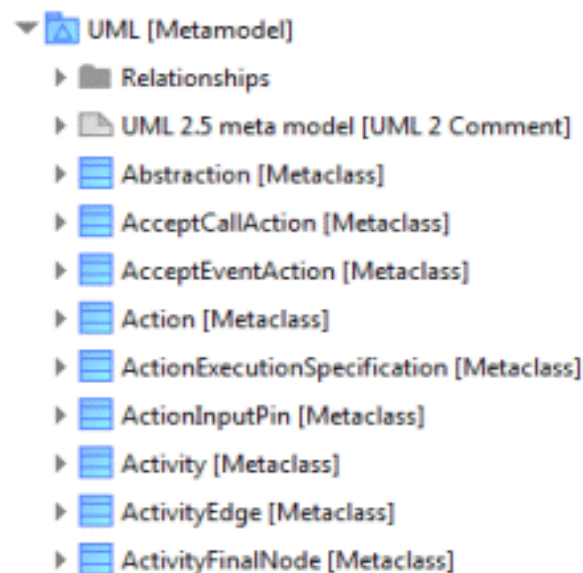 UML [Metamodel]
Relationships
UML 2.5 meta model [UML 2 Comment]
Abstraction [Metaclass]
AcceptCallAction [Metaclass]
AcceptEventAction [Metaclass]
Action [Metaclass]
ActionExecutionSpecification [Metaclass]
ActionInputPin [Metaclass]
Activity [Metaclass]
ActivityEdge [Metaclass]
ActivityFinalNode [Metaclass]